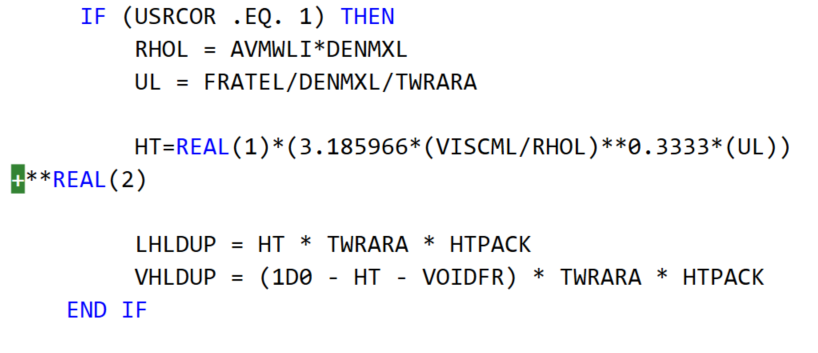 IF (USRCOR .EQ. 1) THEN
RHOL = AVMWLI*DENMXL
UL = FRATEL/DENMXL/TWRARA
HT=REAL(1)*(3.185966*(VISCML/RHOL)**0.3333*(UL))
+**REAL(2)
LHLDUP = HT * TWRARA * HTPACK
VHLDUP = (1D0 - HT - VOIDFR) * TWRARA * HTPACK
END IF